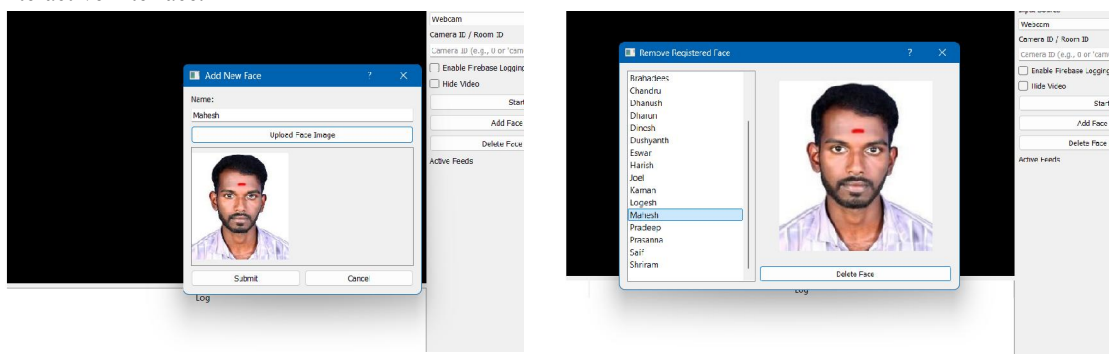 Webcam
Camera ID / Room ID
Camera ID (e.g., 0 or 'cam
Enable Firebase Logging
Hide Video
Start
Add Face
Delete Face
Active Feeds
Add New Face
?
X
Name:
Mahesh
Upload Face Image
Submit
Cancel
Log
Webcam
Camera ID / Room ID
Camera ID (e.g., 0 or 'cam
Enable Firebase Logging
Hide Video
Start
Add Face
Delete Face
Active Feeds
Remove Registered Face
?
X
Brahadees
Chandru
Dhanush
Dharun
Dinesh
Dushyanth
Eswar
Harish
Joel
Logesh
Mahesh
Pradeep
Prasanna
Saif
Shriram
Delete Face
Log